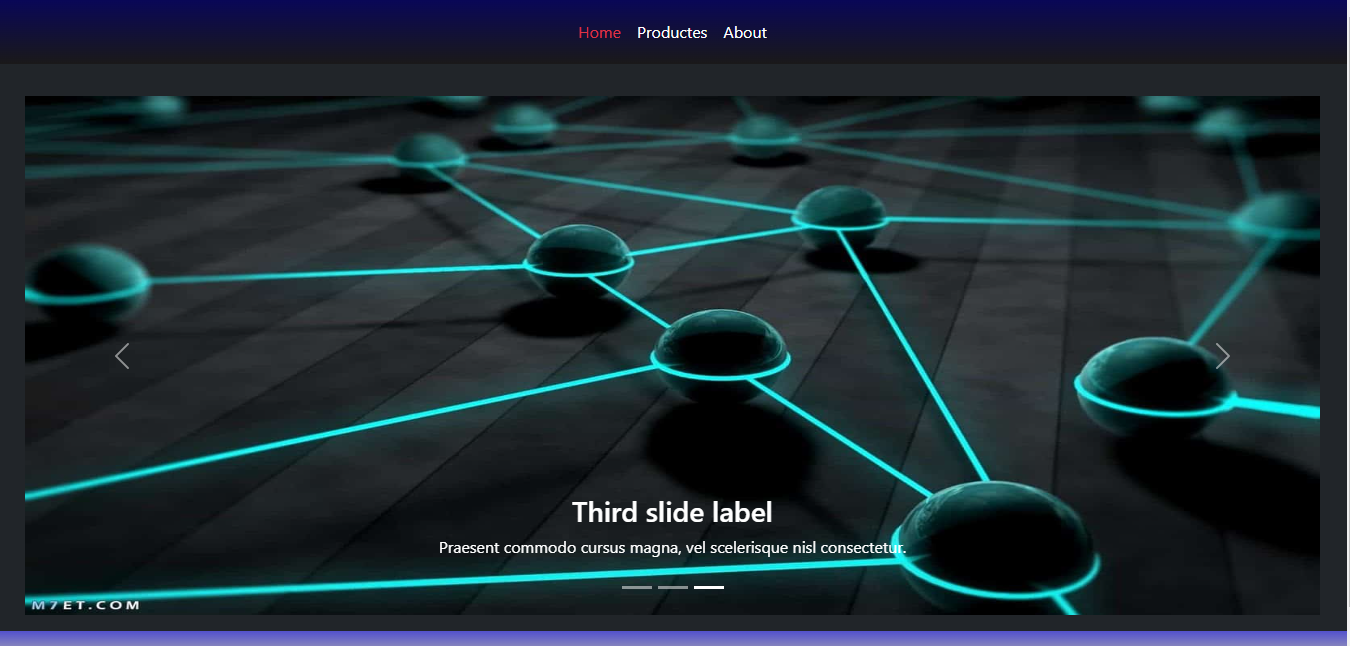 Home Productes About
Third slide label
Praesent commodo cursus magna, vel scelerisque nisl consectetur.
M7ET.COM